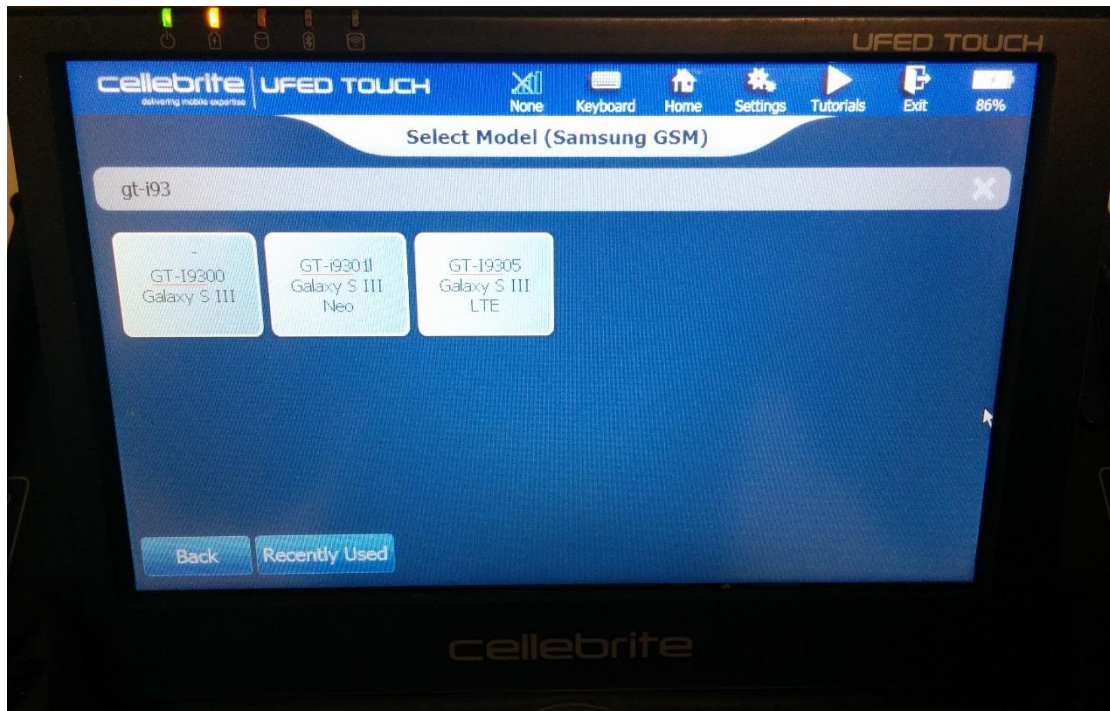 UFED TOUCH
cellebrite UFED TOUCH
delivering mobile expertise
None Keyboard Home Settings Tutorials Exit 86%
Select Model (Samsung GSM)
gt-i93
GT-I9300
Galaxy S III
GT-i9301I
Galaxy S III
Neo
GT-I9305
Galaxy S III
LTE
Back Recently Used
cellebrite